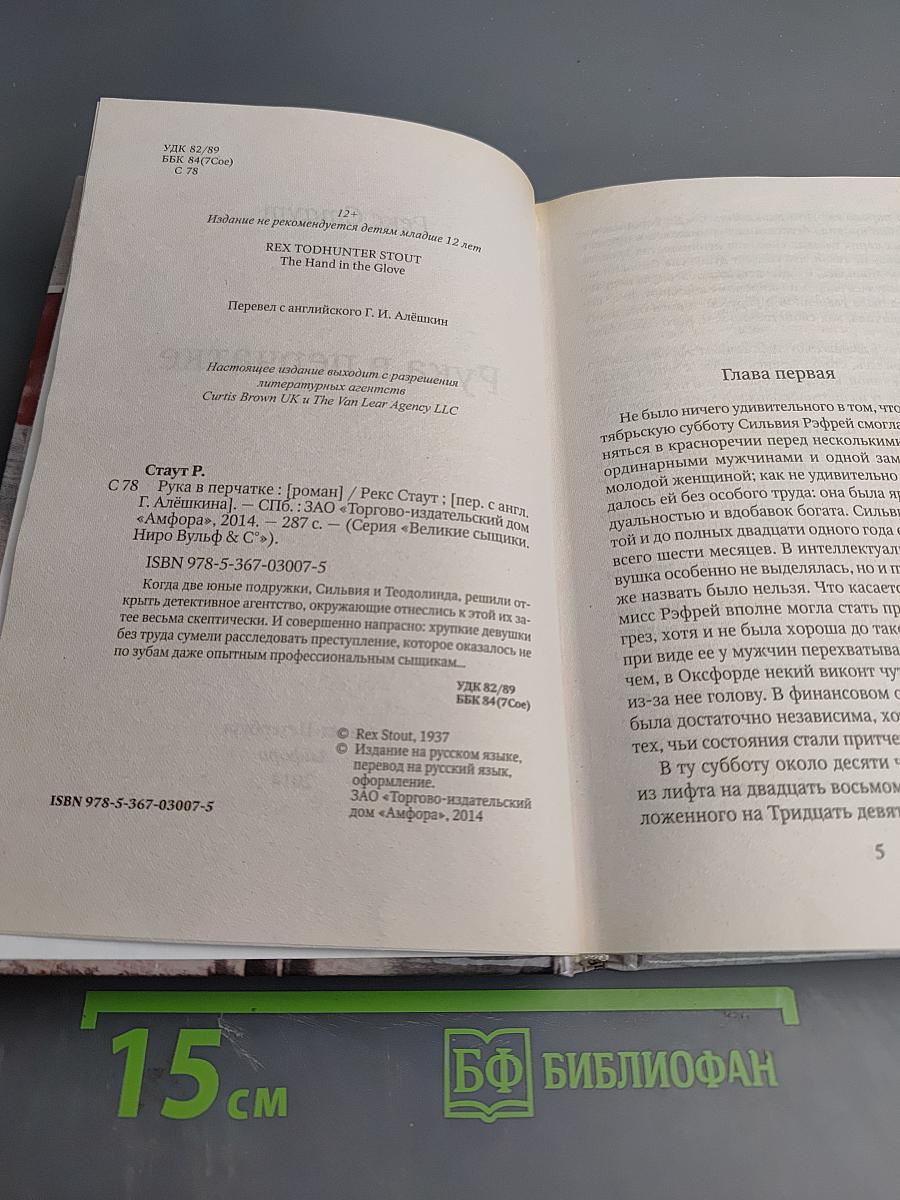 УДК 82/89
ББК 84(7Сое)
С 78
12+
Издание не рекомендуется детям младше 12 лет
REX TODHUNTER STOUT
The Hand in the Glove
Перевел с английского Г. И. Алёшкин
Настоящее издание выходит с разрешения
литературных агентств
Curtis Brown UK и The Van Lear Agency LLC
Стаут Р.
С 78 Рука в перчатке : [роман] / Рекс Стаут ; [пер. с англ.
Г. Алёшкина]. — СПб. : ЗАО «Торгово-издательский дом
«Амфора», 2014. — 287 с. — (Серия «Великие сыщики.
Ниро Вульф & C°»).
ISBN 978-5-367-03007-5
Когда две юные подружки, Сильвия и Теодолинда, решили от-
крыть детективное агентство, окружающие отнеслись к этой их за-
тее весьма скептически. И совершенно напрасно: хрупкие девушки
без труда сумели расследовать преступление, которое оказалось не
по зубам даже опытным профессиональным сыщикам...
УДК 82/89
ББК 84(7Сое)
© Rex Stout, 1937
© Издание на русском языке,
перевод на русский язык,
оформление.
ЗАО «Торгово-издательский
дом «Амфора», 2014
ISBN 978-5-367-03007-5
Глава первая
Не было ничего удивительного в том, что
тябрьскую субботу Сильвия Рэфрей смогла
няться в красноречии перед несколькими
ординарными мужчинами и одной зам
молодой женщиной; как не удивительно
далось ей без особого труда: она была яр
дуальностью и вдобавок богата. Сильви
той и до полных двадцати одного года е
всего шести месяцев. В интеллектуаль
вушка особенно не выделялась, но и п
же назвать было нельзя. Что касаетс
мисс Рэфрей вполне могла стать пр
грез, хотя и не была хороша до так
при виде ее у мужчин перехватыва
чем, в Оксфорде некий виконт чут
из-за нее голову. В финансовом о
была достаточно независима, хо
тех, чьи состояния стали притче
В ту субботу около десяти ч
из лифта на двадцать восьмом
ложенного на Тридцать девят
5
15 см
БФ БИБЛИОФАН